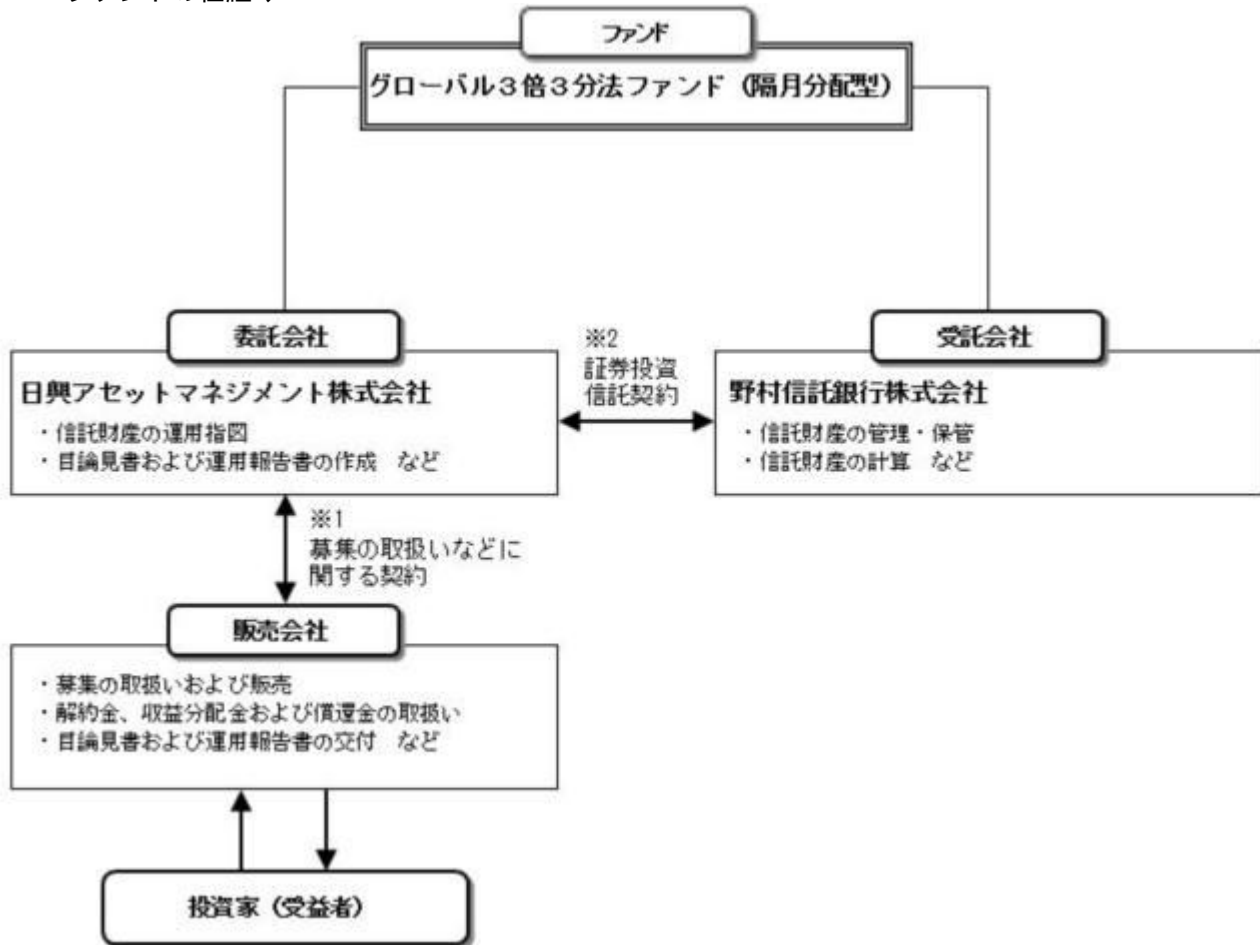 ファンド
グローバル３倍３分法ファンド（隔月分配型）
委託会社
日興アセットマネジメント株式会社
・信託財産の運用指図
・目論見書および運用報告書の作成　など
※2
証券投資
信託契約
受託会社
野村信託銀行株式会社
・信託財産の管理・保管
・信託財産の計算　など
※1
募集の取扱いなどに
関する契約
販売会社
・募集の取扱いおよび販売
・解約金、収益分配金および償還金の取扱い
・目論見書および運用報告書の交付　など
投資家（受益者）